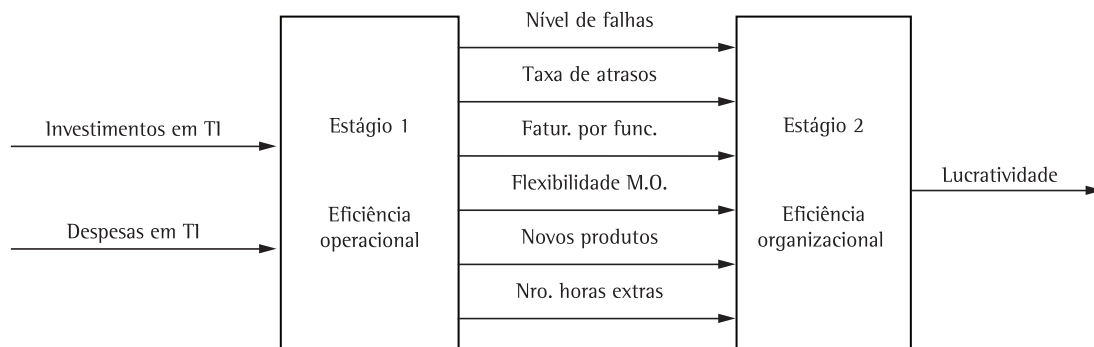 Investimentos em TI
Despesas em TI
Estágio 1
Eficiência
operacional
Nível de falhas
Taxa de atrasos
Fatur. por func.
Flexibilidade M.O.
Novos produtos
Nro. horas extras
Estágio 2
Eficiência
organizacional
Lucratividade